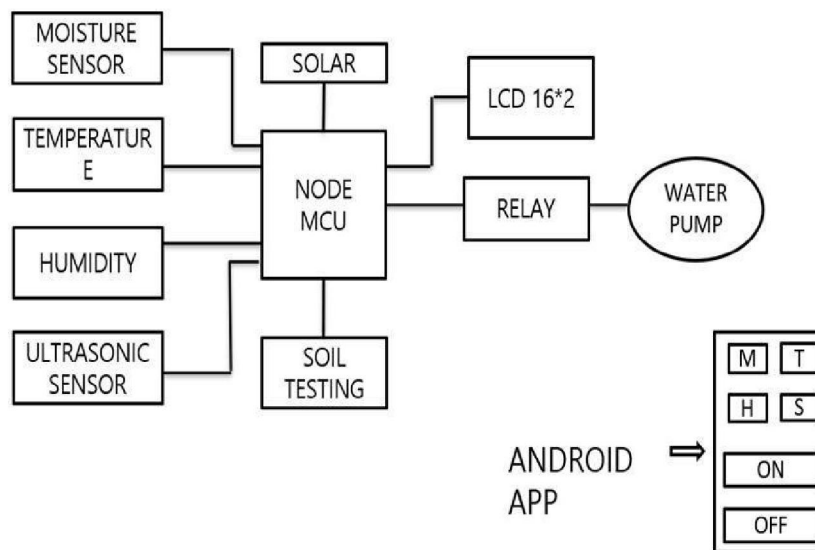 MOISTURE
SENSOR
SOLAR
LCD 16*2
TEMPERATUR
E
NODE
MCU
RELAY
WATER
PUMP
HUMIDITY
ULTRASONIC
SENSOR
SOIL
TESTING
M T
H S
ANDROID
APP
ON
OFF